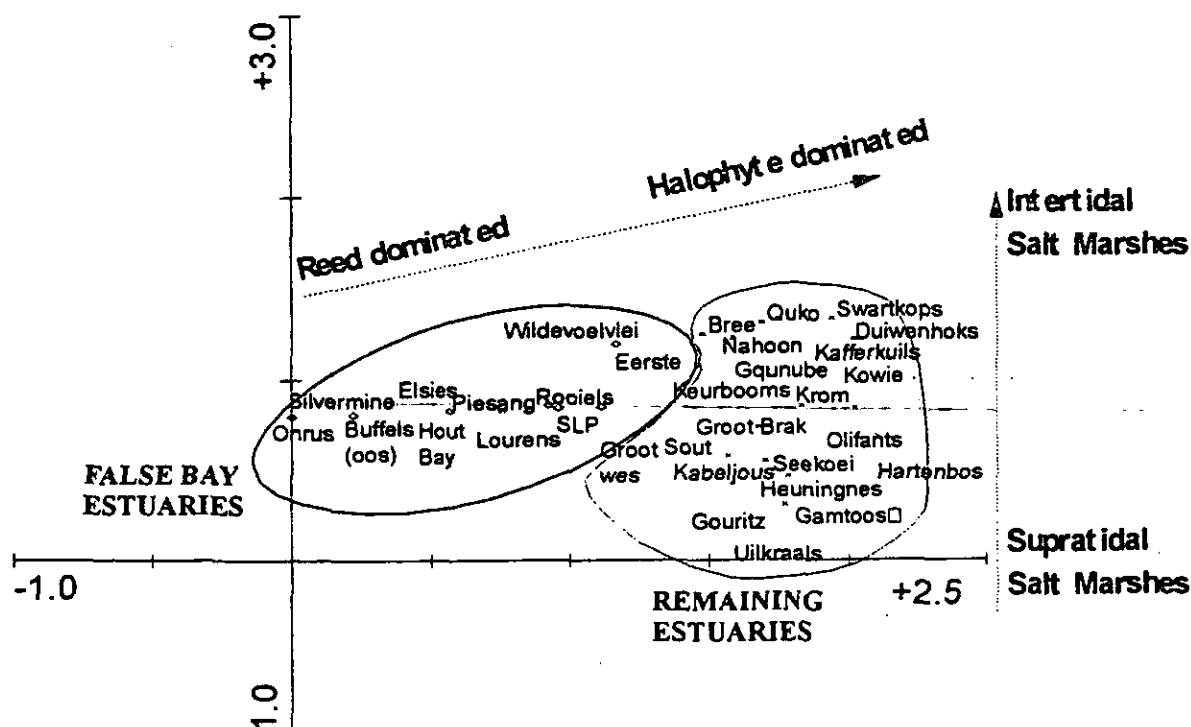 +3.0
Reed dominated
Halophyte dominated
Intertidal
Salt Marshes
Wildevoelvlei
Eerste
Bree
Quko
Swartkops
Duiwenhoks
Nahoon
Kafferkuils
Gqunube
Kowie
Keurbooms
Krom
Silvermine
Elsies
Piesang
Rooiels
Onrus
Buffels
(oos)
Hout
Bay
Lourens
SLP
Groot
wes
Sout
Groot-Brak
Olifants
Kabeljous
Seekoei
Hartenbos
Heuningnes
Gouritz
Gamtoos
Uilkraals
FALSE BAY
ESTUARIES
Supratidal
Salt Marshes
-1.0
+2.5
REMAINING
ESTUARIES
1.0